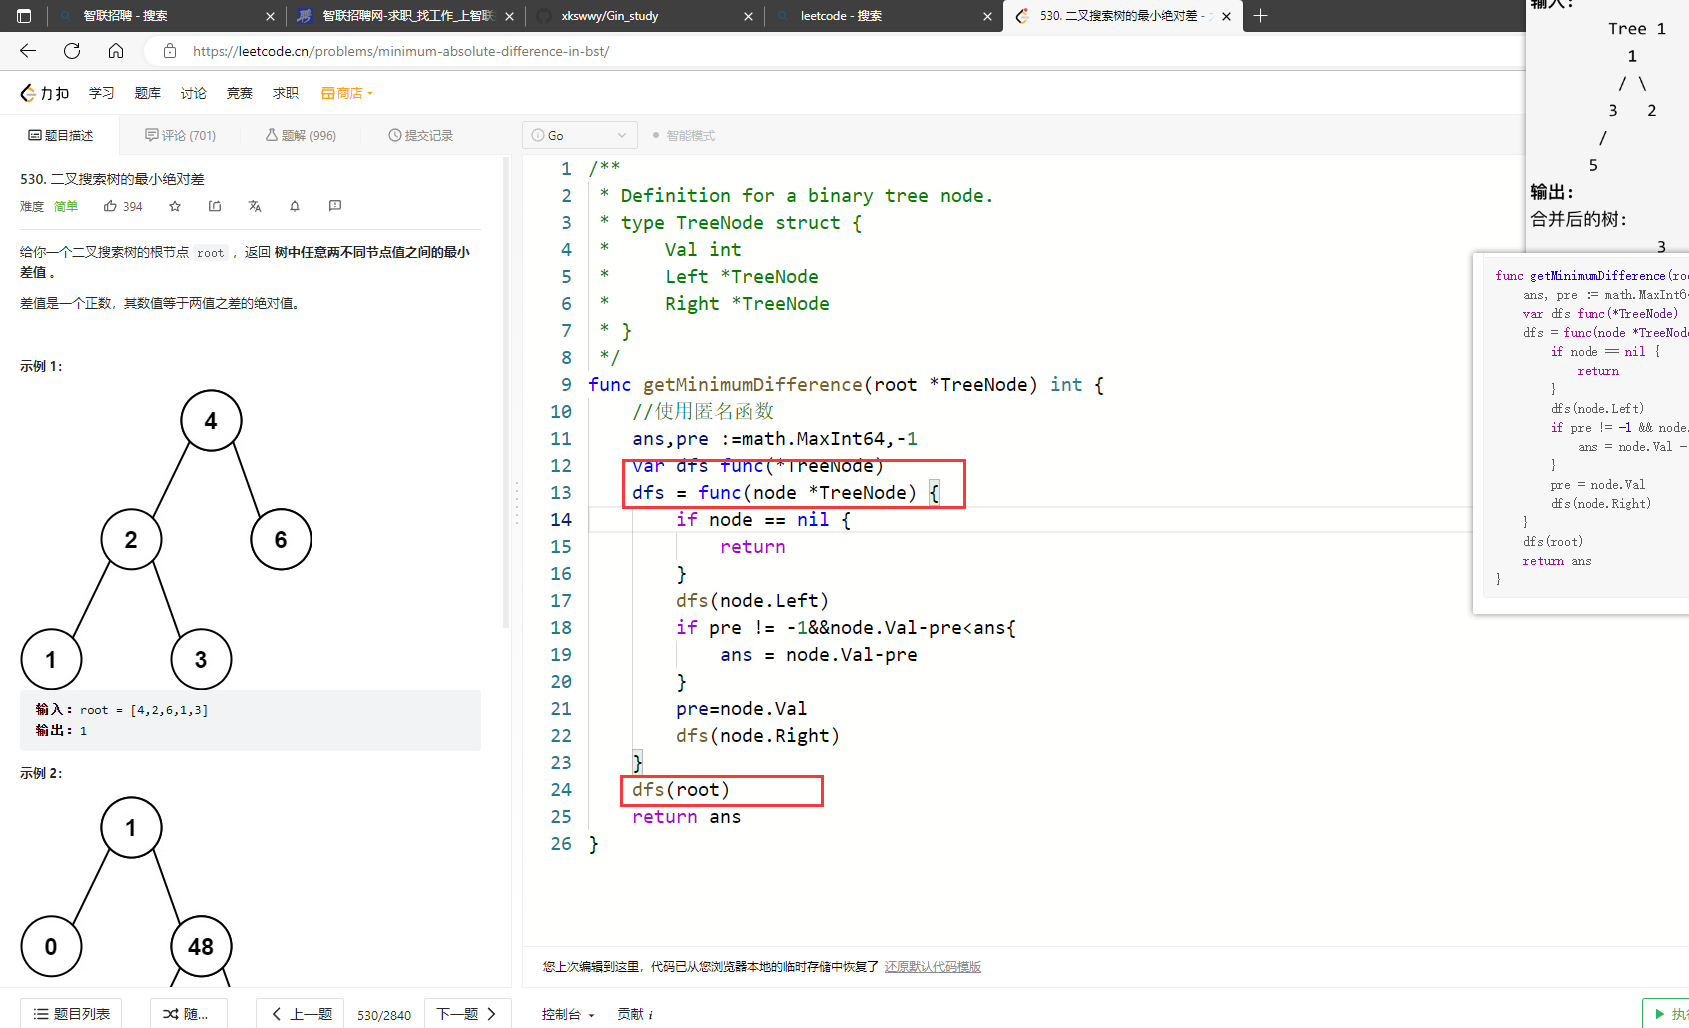 智联招聘 - 搜索
智联招聘网-求职_找工作_上智联
xkswwy/Gin_study
leetcode - 搜索
530. 二叉搜索树的最小绝对差 -
https://leetcode.cn/problems/minimum-absolute-difference-in-bst/
力扣 学习 题库 讨论 竞赛 求职 商店
题目描述 评论 (701) 题解 (996) 提交记录
530. 二叉搜索树的最小绝对差
难度 简单 394
给你一个二叉搜索树的根节点 root ，返回 树中任意两不同节点值之间的最小
差值 。
差值是一个正数，其数值等于两值之差的绝对值。
示例 1：
4
2 6
1 3
输入：root = [4,2,6,1,3]
输出：1
示例 2：
1
0 48
题目列表 随... 上一题 530/2840 下一题
Go 智能模式
1 /**
2 * Definition for a binary tree node.
3 * type TreeNode struct {
4 * Val int
5 * Left *TreeNode
6 * Right *TreeNode
7 * }
8 */
9 func getMinimumDifference(root *TreeNode) int {
10 //使用匿名函数
11 ans,pre :=math.MaxInt64,-1
12 var dfs func(*TreeNode)
13 dfs = func(node *TreeNode) {
14 if node == nil {
15 return
16 }
17 dfs(node.Left)
18 if pre != -1&&node.Val-pre<ans{
19 ans = node.Val-pre
20 }
21 pre=node.Val
22 dfs(node.Right)
23 }
24 dfs(root)
25 return ans
26 }
您上次编辑到这里，代码已从您浏览器本地的临时存储中恢复了 还原默认代码模版
控制台 贡献 i
执行
输入:
Tree 1
1
/ \
3 2
/
5
输出:
合并后的树:
3
func getMinimumDifference(roo
ans, pre := math.MaxInt64
var dfs func(*TreeNode)
dfs = func(node *TreeNode
if node == nil {
return
}
dfs(node.Left)
if pre != -1 && node.
ans = node.Val -
}
pre = node.Val
dfs(node.Right)
}
dfs(root)
return ans
}